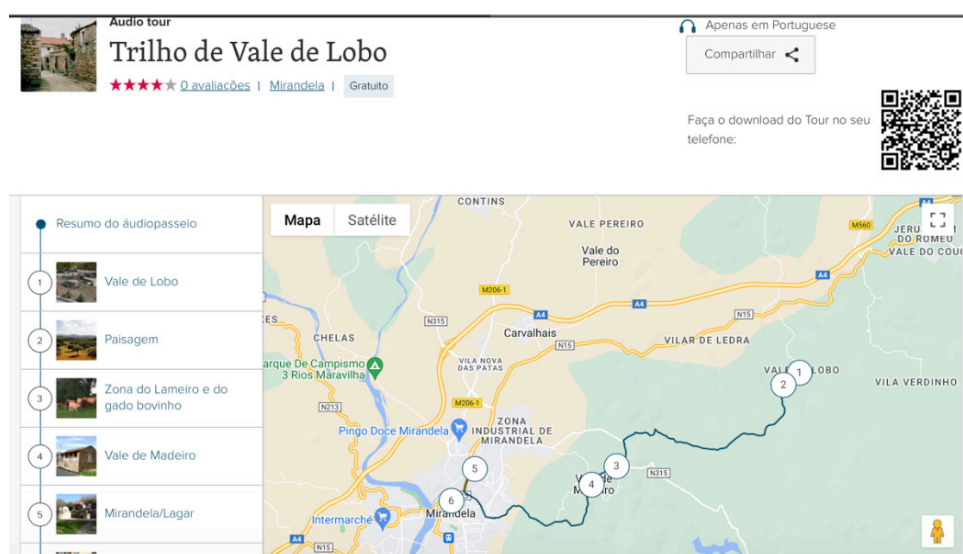 Audio tour
Trilho de Vale de Lobo
0 avaliações | Mirandela | Gratuito
Apenas em Portuguese
Compartilhar
Faça o download do Tour no seu
telefone:
Resumo do áudiopasseio
1 Vale de Lobo
2 Paisagem
3 Zona do Lameiro e do
gado bovinho
4 Vale de Madeiro
5 Mirandela/Lagar
Mapa Satélite
CONTINS
VALE PEREIRO
Vale do
Pereiro
M560
A4
DO ROMEU
VALE DO COU
A4
M206-1
A4
N315
A4
N15
CHELAS
Carvalhais
N15
VILAR DE LEDRA
arque De Campismo
3 Rios Maravilha
VILA NOVA
DAS PATAS
1
2
VILA VERDINHO
N213
M206-1
Pingo Doce Mirandela
ZONA
INDUSTRIAL DE
MIRANDELA
3
N315
4
5
6
Mirandela
Intermarché
A4
N15